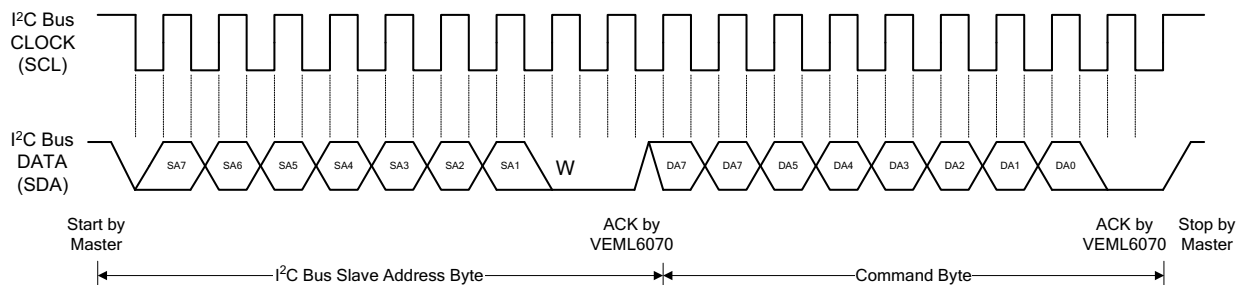 I²C Bus
CLOCK
(SCL)
I²C Bus
DATA
(SDA)
SA7 SA6 SA5 SA4 SA3 SA2 SA1 W DA7 DA7 DA5 DA4 DA3 DA2 DA1 DA0
Start by
Master
ACK by
VEML6070
ACK by
VEML6070
Stop by
Master
I²C Bus Slave Address Byte
Command Byte